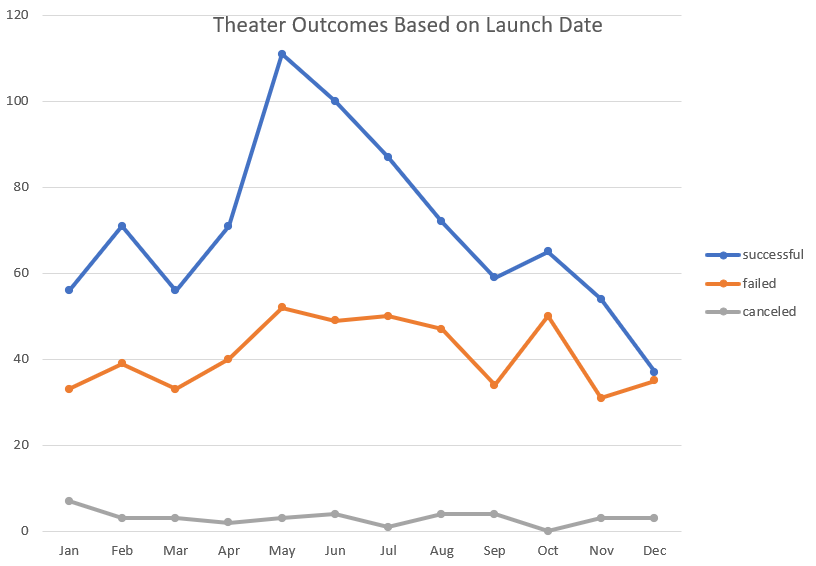 Theater Outcomes Based on Launch Date
120
100
80
60
40
20
0
Jan Feb Mar Apr May Jun Jul Aug Sep Oct Nov Dec
successful
failed
canceled